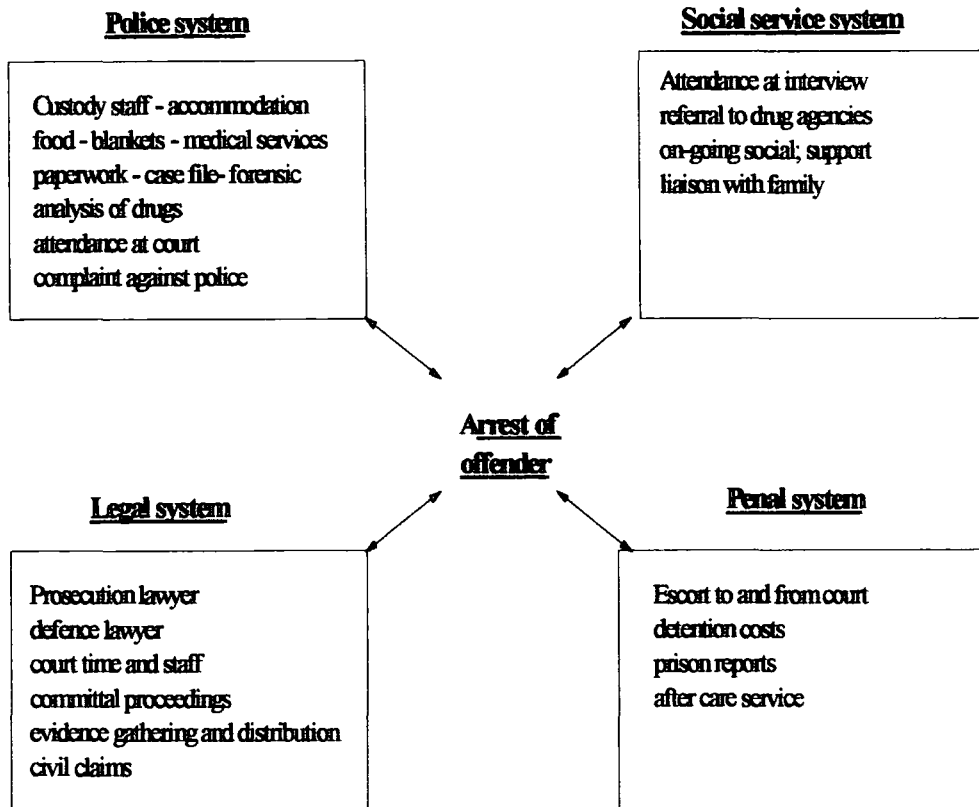 Police system
Custody staff - accommodation
food - blankets - medical services
paperwork - case file- forensic
analysis of drugs
attendance at court
complaint against police
Social service system
Attendance at interview
referral to drug agencies
on-going social; support
liaison with family
Arrest of
offender
Legal system
Prosecution lawyer
defence lawyer
court time and staff
committal proceedings
evidence gathering and distribution
civil claims
Penal system
Escort to and from court
detention costs
prison reports
after care service